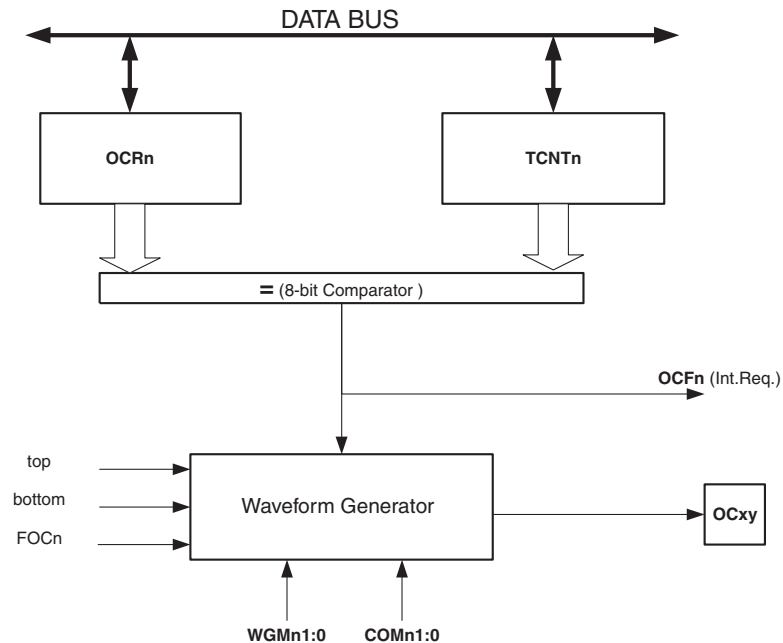 DATA BUS
OCRn
TCNTn
= (8-bit Comparator )
OCFn (Int.Req.)
top
bottom
FOCn
Waveform Generator
OCxy
WGMn1:0
COMn1:0